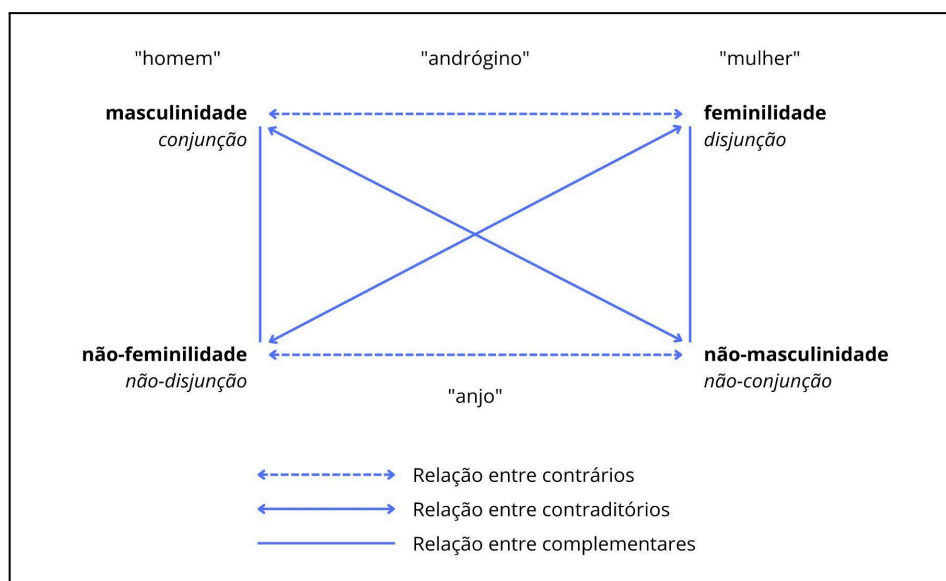 "homem" "andrógino" "mulher"
masculinidade feminilidade
conjunção disjunção
não-feminilidade não-masculinidade
não-disjunção não-conjunção
"anjo"
Relação entre contrários
Relação entre contraditórios
Relação entre complementares